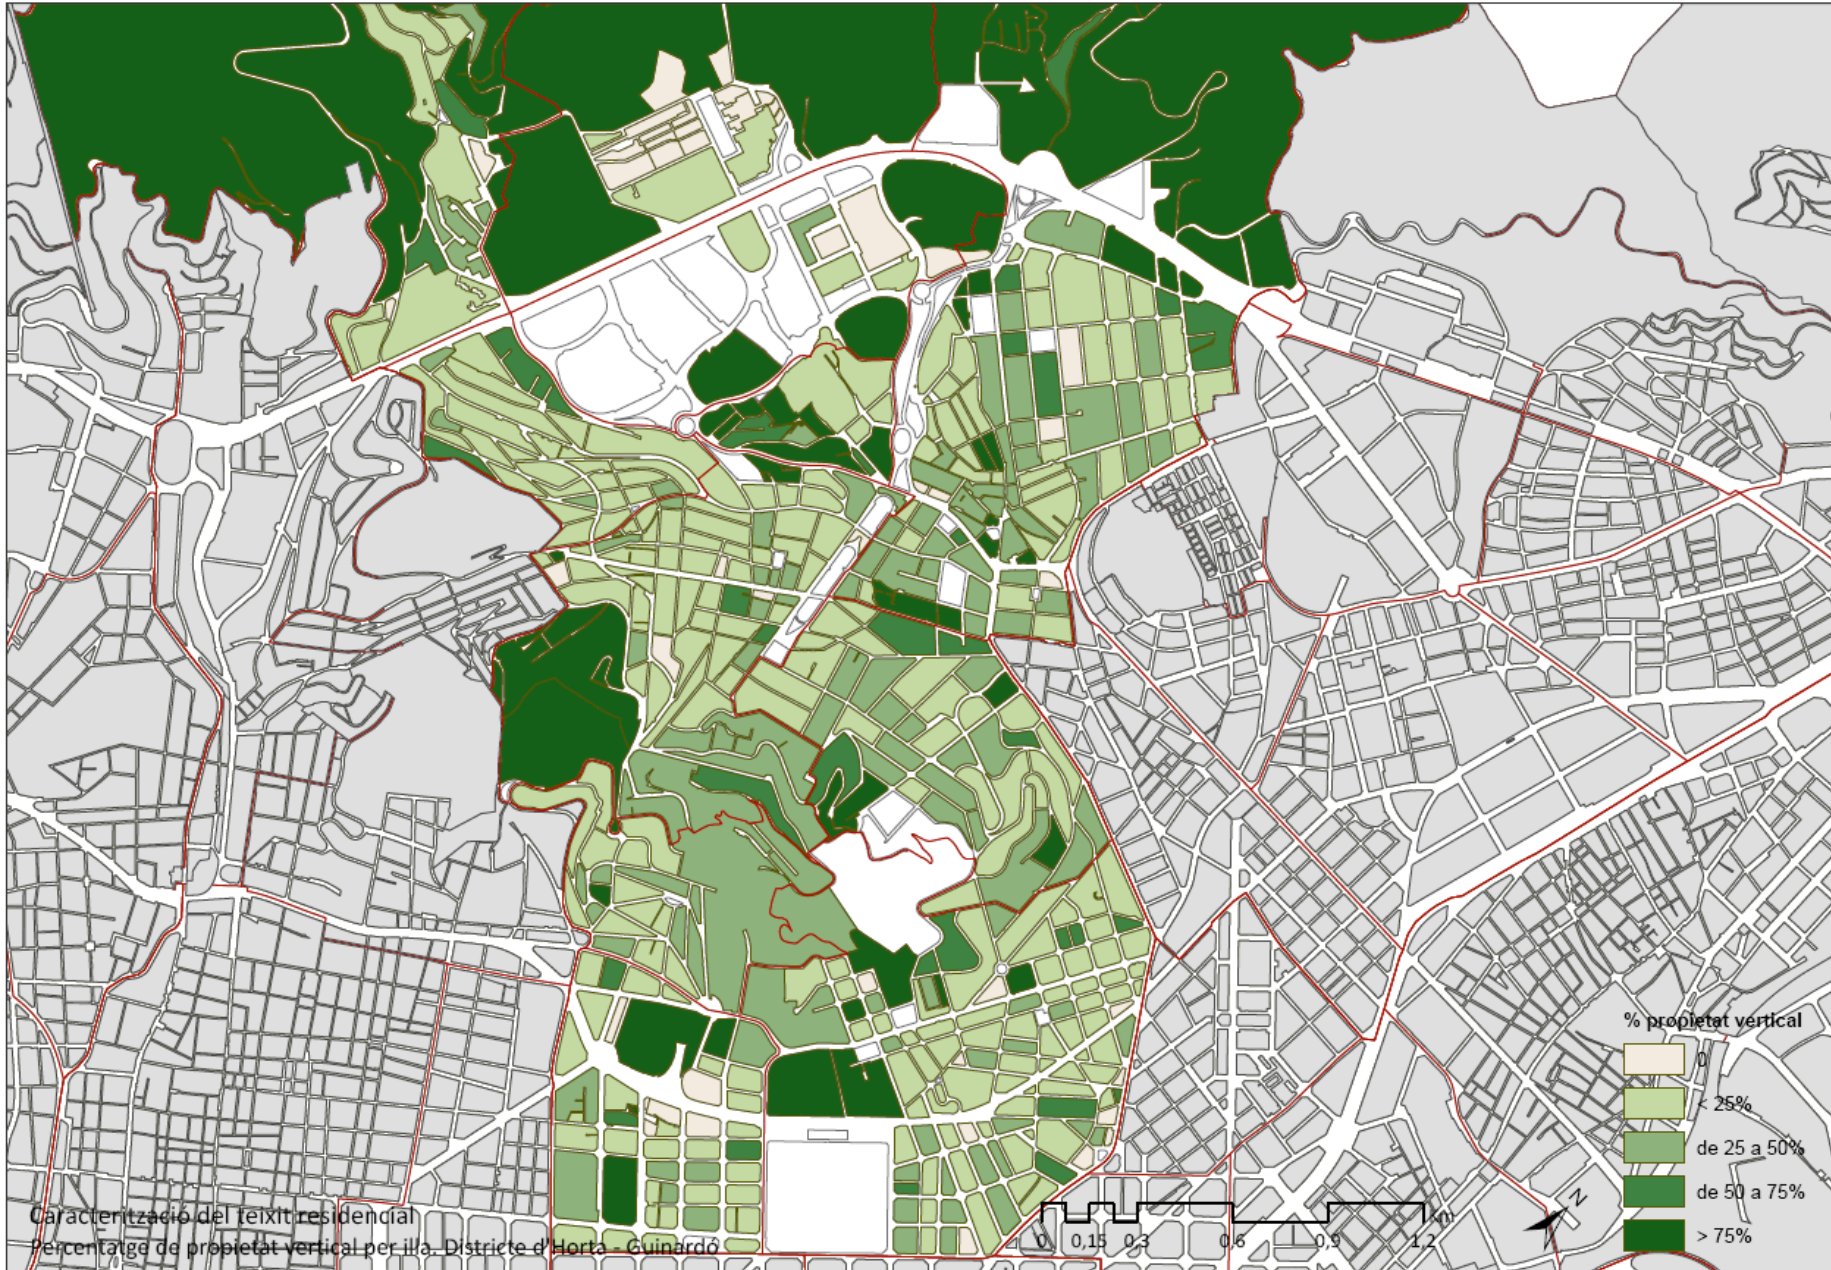 % propietat vertical
0
< 25%
de 25 a 50%
de 50 a 75%
> 75%
N
Km
0 0,15 0,3 0,6 0,9 1,2
Caracterització del teixit residencial
Percentatge de propietat vertical per illa. Districte d'Horta - Guinardó